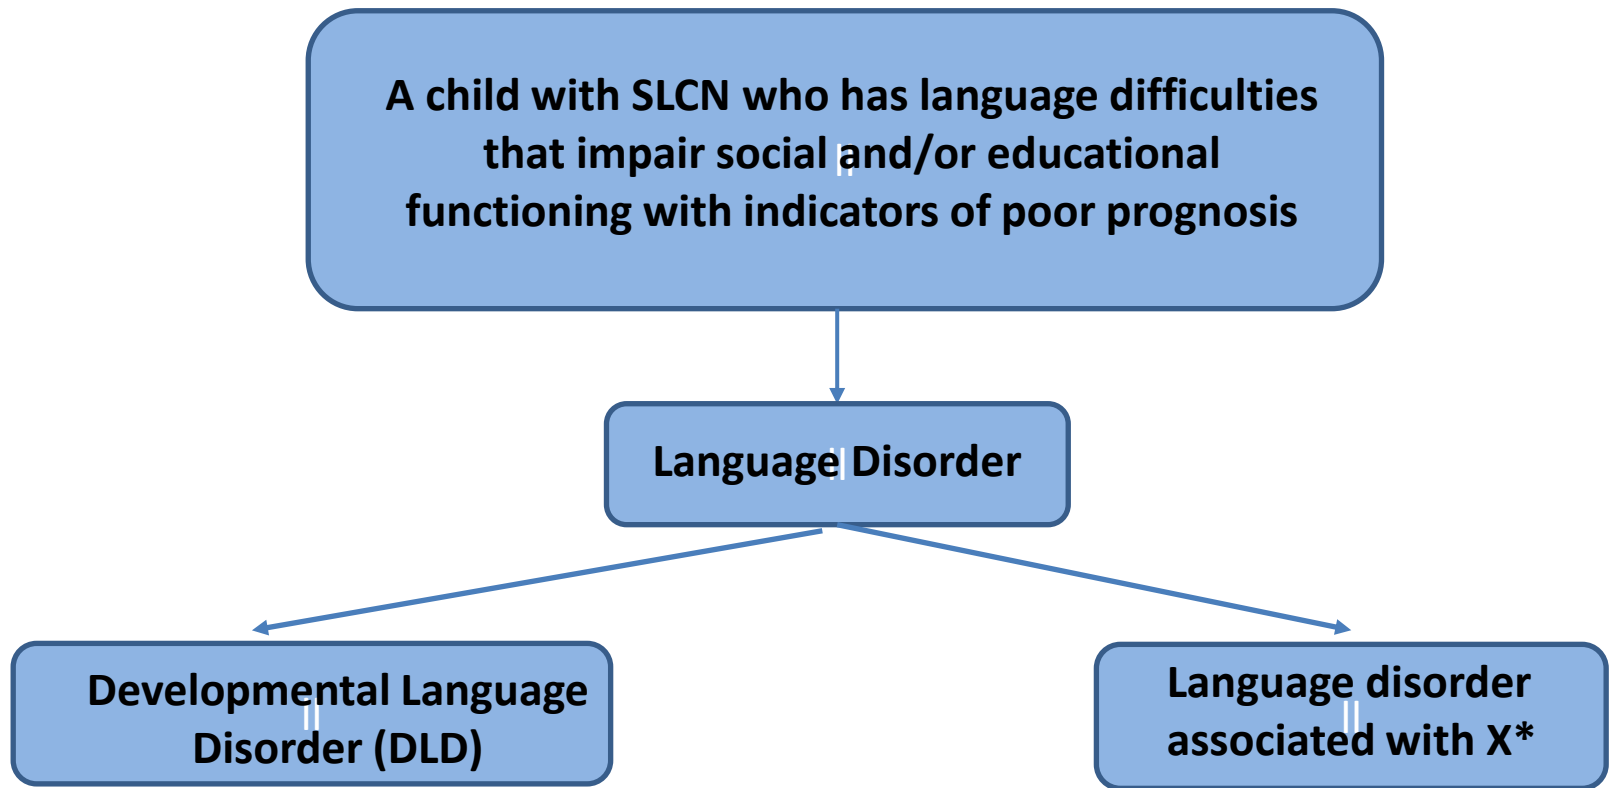 A child with SLCN who has language difficulties
that impair social and/or educational
functioning with indicators of poor prognosis
Language Disorder
Developmental Language
Disorder (DLD)
Language disorder
associated with X*